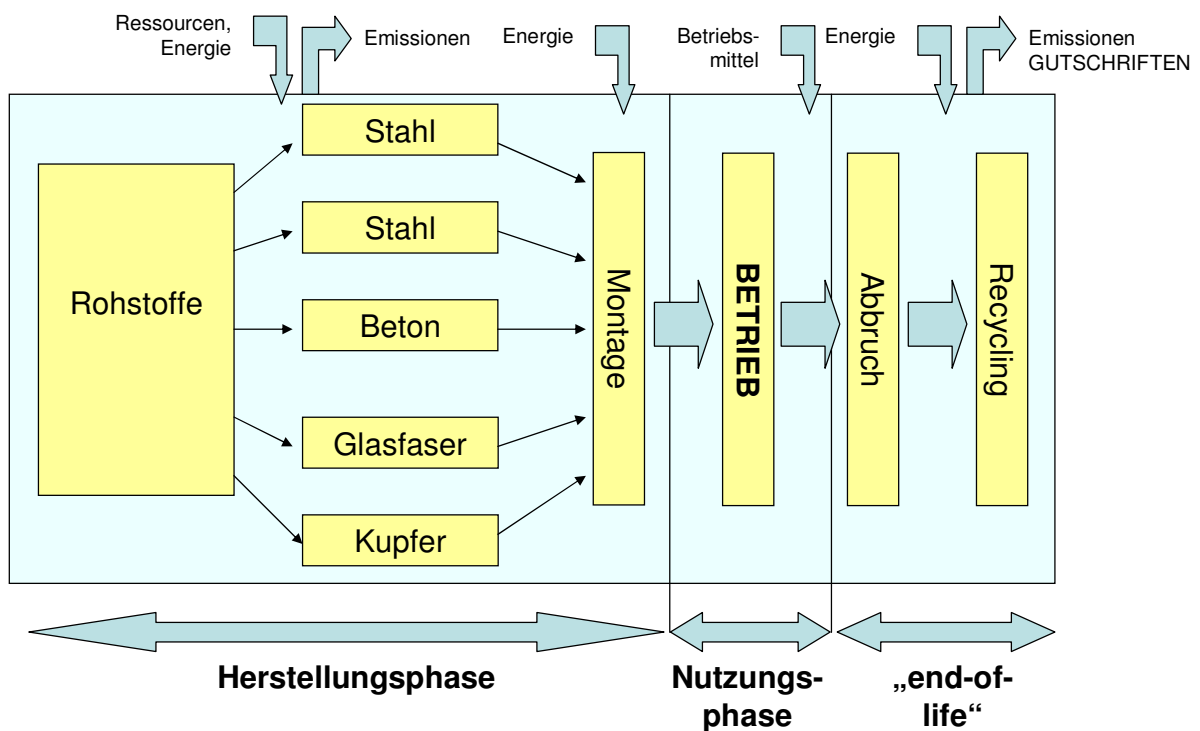 Ressourcen,
Energie
Emissionen
Energie
Betriebs-
mittel
Energie
Emissionen
GUTSCHRIFTEN
Rohstoffe
Stahl
Stahl
Beton
Glasfaser
Kupfer
Montage
BETRIEB
Abbruch
Recycling
Herstellungsphase
Nutzungs-
phase
„end-of-
life“